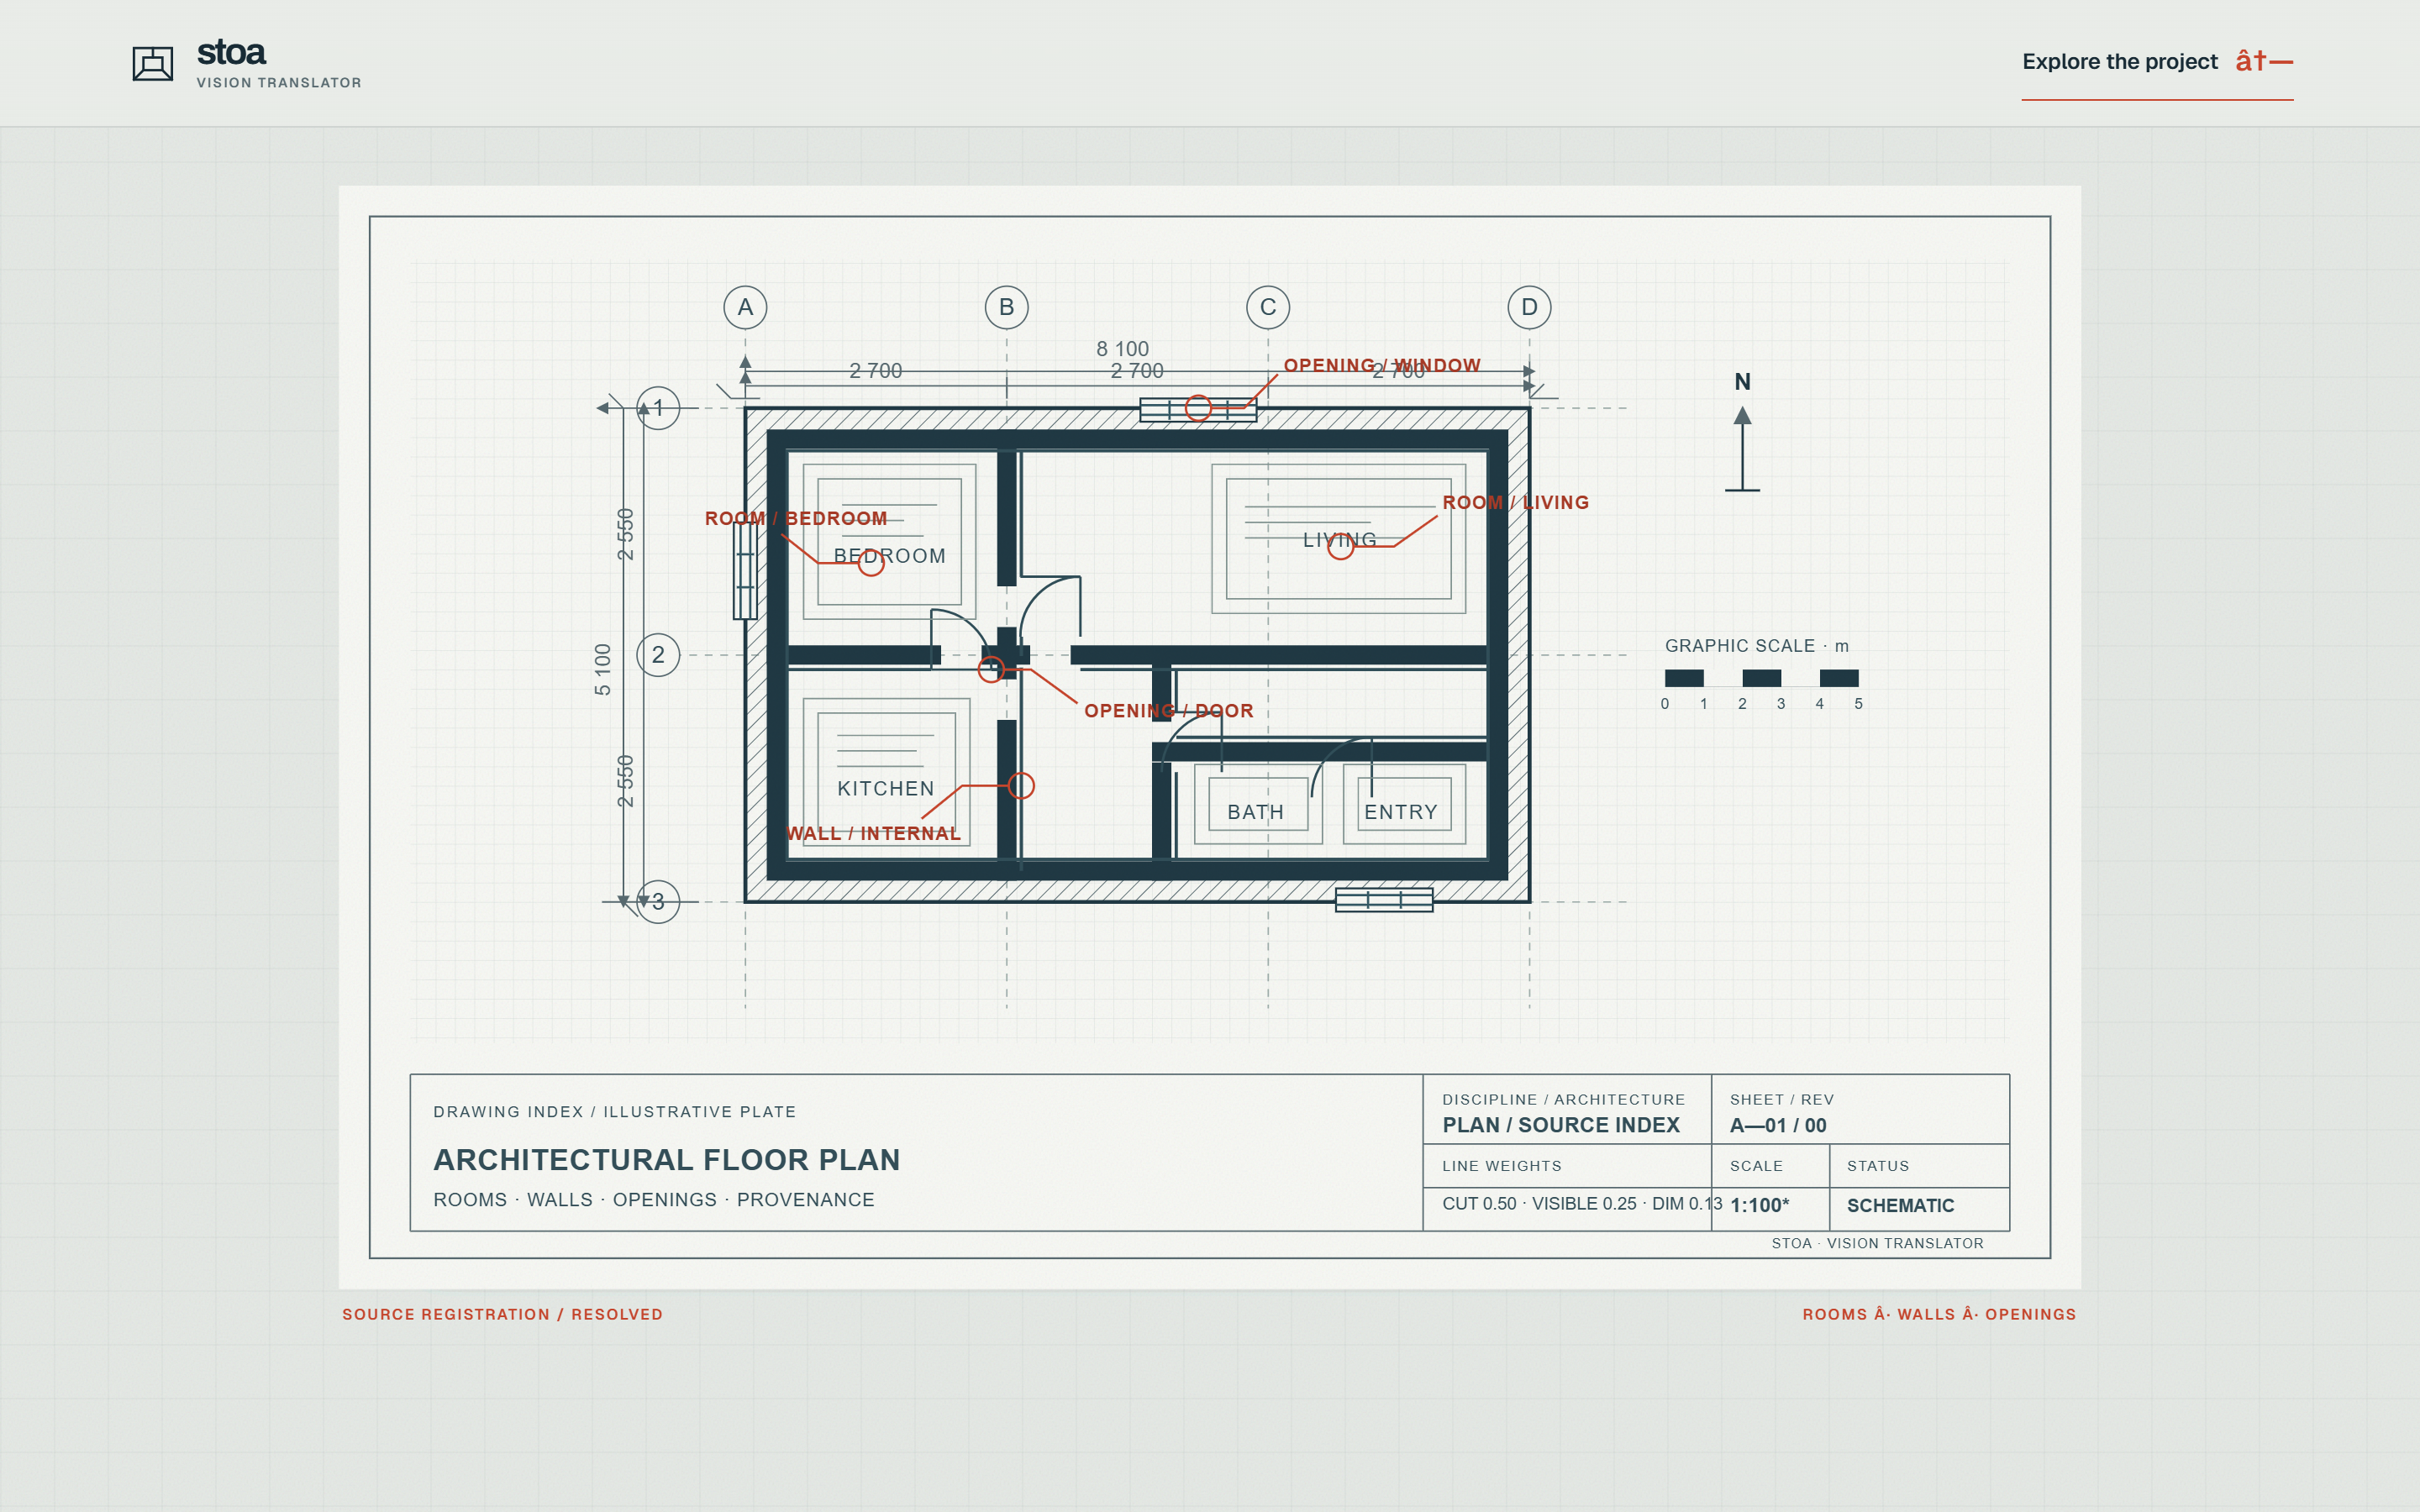 stoa
VISION TRANSLATOR
Explore the project â†—
A
B
C
D
8 100
2 700
2 700
2 700
OPENING / WINDOW
N
1
ROOM / LIVING
ROOM / BEDROOM
2 550
LIVING
BEDROOM
2
5 100
GRAPHIC SCALE · m
0 1 2 3 4 5
OPENING / DOOR
2 550
KITCHEN
BATH
ENTRY
WALL / INTERNAL
3
DRAWING INDEX / ILLUSTRATIVE PLATE
ARCHITECTURAL FLOOR PLAN
ROOMS · WALLS · OPENINGS · PROVENANCE
DISCIPLINE / ARCHITECTURE
PLAN / SOURCE INDEX
SHEET / REV
A—01 / 00
LINE WEIGHTS
SCALE
STATUS
CUT 0.50 · VISIBLE 0.25 · DIM 0.13
1:100*
SCHEMATIC
STOA · VISION TRANSLATOR
SOURCE REGISTRATION / RESOLVED
ROOMS Â· WALLS Â· OPENINGS